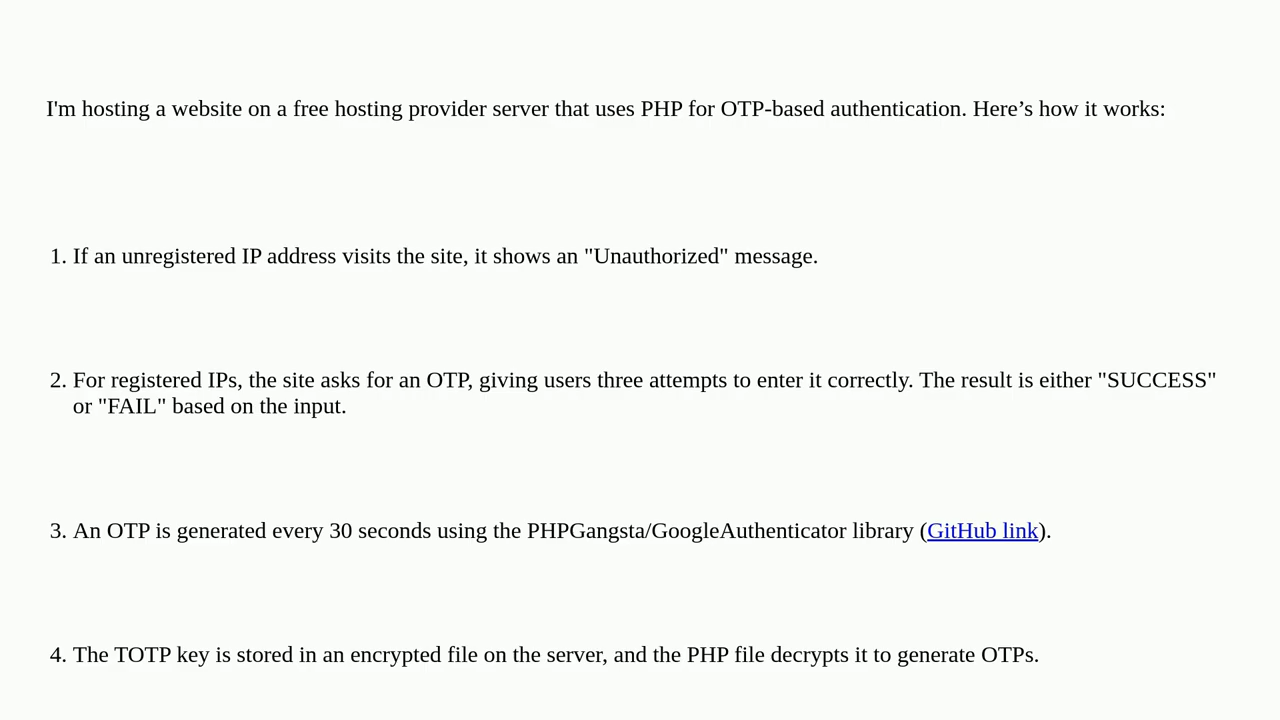 I'm hosting a website on a free hosting provider server that uses PHP for OTP-based authentication. Here’s how it works:
1. If an unregistered IP address visits the site, it shows an "Unauthorized" message.
2. For registered IPs, the site asks for an OTP, giving users three attempts to enter it correctly. The result is either "SUCCESS"
or "FAIL" based on the input.
3. An OTP is generated every 30 seconds using the PHPGangsta/GoogleAuthenticator library (GitHub link).
4. The TOTP key is stored in an encrypted file on the server, and the PHP file decrypts it to generate OTPs.